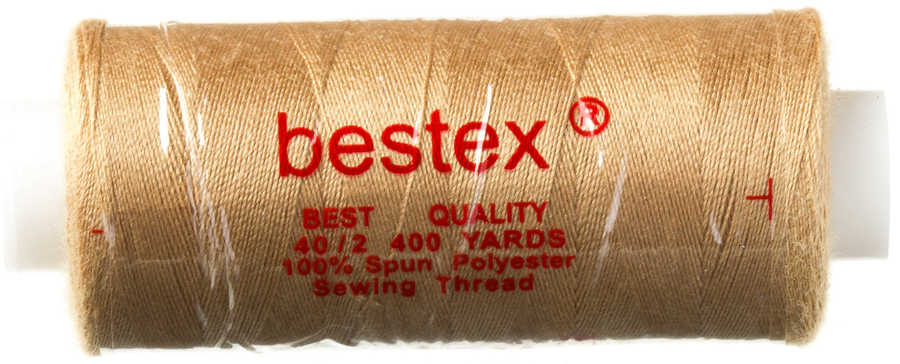 bestex ®
BEST QUALITY
40/2 400 YARDS
100% Spun Polyester
Sewing Thread